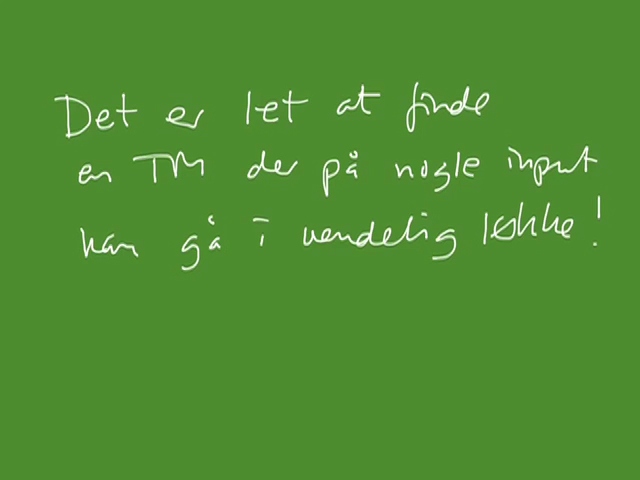 Det er let at finde
en TM der på nogle input
kan gå i uendelig løkke!